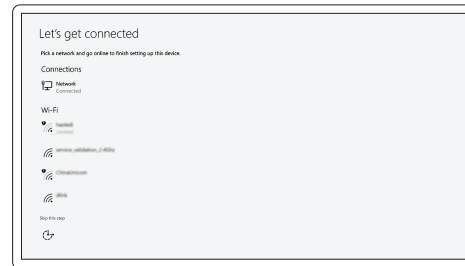 Let's get connected
Pick a network and go online to finish setting up this device.
Connections
Network
Connected
Wi-Fi
Limited
service_validation_2.4Ghz
ChinaUnicom
dlink
Skip this step